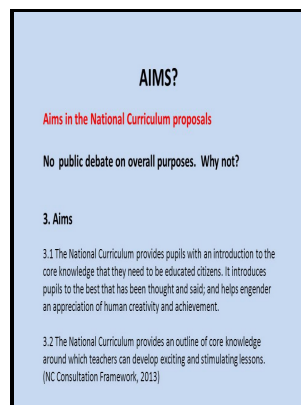 AIMS?
Aims in the National Curriculum proposals
No public debate on overall purposes. Why not?
3. Aims
3.1 The National Curriculum provides pupils with an introduction to the
core knowledge that they need to be educated citizens. It introduces
pupils to the best that has been thought and said; and helps engender
an appreciation of human creativity and achievement.
3.2 The National Curriculum provides an outline of core knowledge
around which teachers can develop exciting and stimulating lessons.
(NC Consultation Framework, 2013)